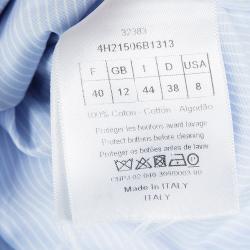 32383
4H21506B1313
F GB I D USA
40 12 44 38 8
100% Coton - Cotton - Algodão
Protéger les boutons avant lavage
Protect buttons before cleaning
Proteger os botões antes de lavar
Made in ITALY
ITALY